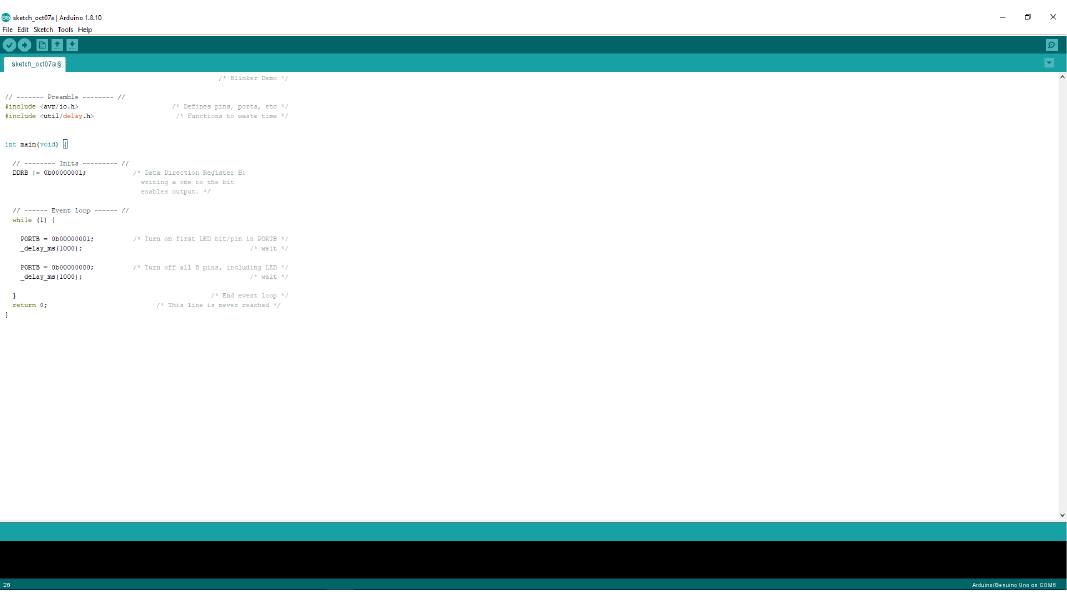 sketch_oct07a | Arduino 1.8.10
File Edit Sketch Tools Help
sketch_oct07a §
/* Blinker Demo */
// ------- Preamble -------- //
#include <avr/io.h> /* Defines pins, ports, etc */
#include <util/delay.h> /* Functions to waste time */
int main(void) {
// -------- Inits --------- //
DDRB |= 0b00000001; /* Data Direction Register B:
writing a one to the bit
enables output. */
// ------ Event loop ------ //
while (1) {
PORTB = 0b00000001; /* Turn on first LED bit/pin in PORTB */
_delay_ms(1000); /* wait */
PORTB = 0b00000000; /* Turn off all B pins, including LED */
_delay_ms(1000); /* wait */
} /* End event loop */
return 0; /* This line is never reached */
}
26 Arduino/Genuino Uno on COM6